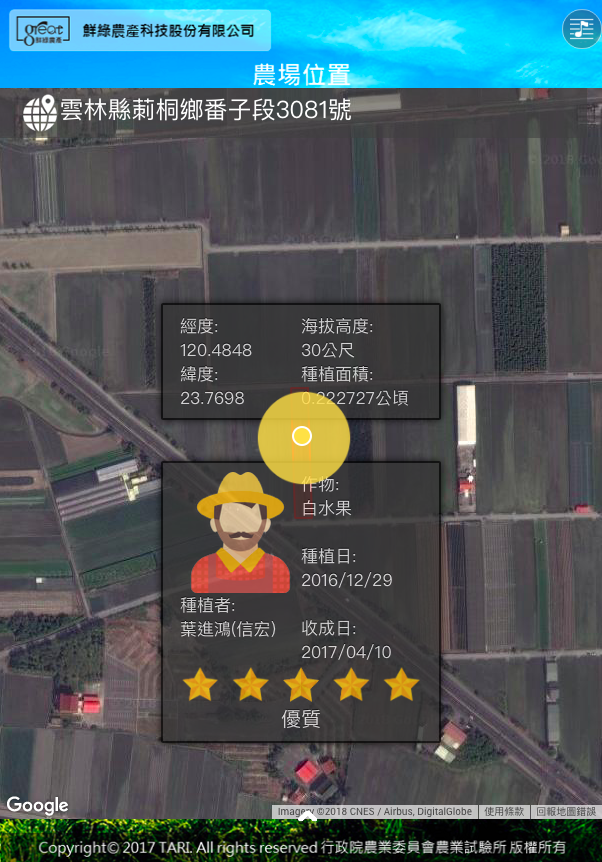 great
鮮綠農產
鮮綠農產科技股份有限公司
農場位置
雲林縣莿桐鄉番子段3081號
經度:
120.4848
緯度:
23.7698
海拔高度:
30公尺
種植面積:
0.222727公頃
作物:
白水果
種植日:
2016/12/29
種植者:
葉進鴻(信宏)
收成日:
2017/04/10
優質
Google
Imagery ©2018 CNES / Airbus, DigitalGlobe
使用條款
回報地圖錯誤
Copyright© 2017 TARI. All rights reserved 行政院農業委員會農業試驗所 版權所有